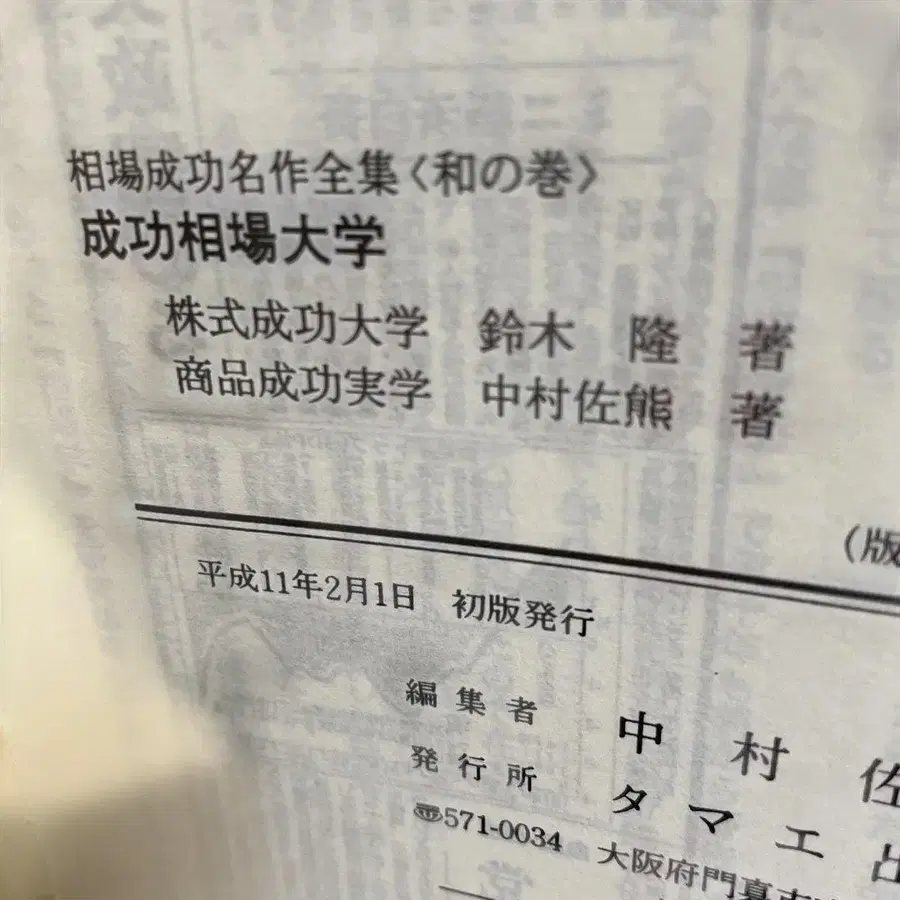 相場成功名作全集〈和の巻〉
成功相場大学
株式成功大学 鈴木 隆 著
商品成功実学 中村佐熊 著
(版
平成11年2月1日 初版発行
編集者 中村佐
発行所 タマエ出
〠571-0034 大阪府門真市